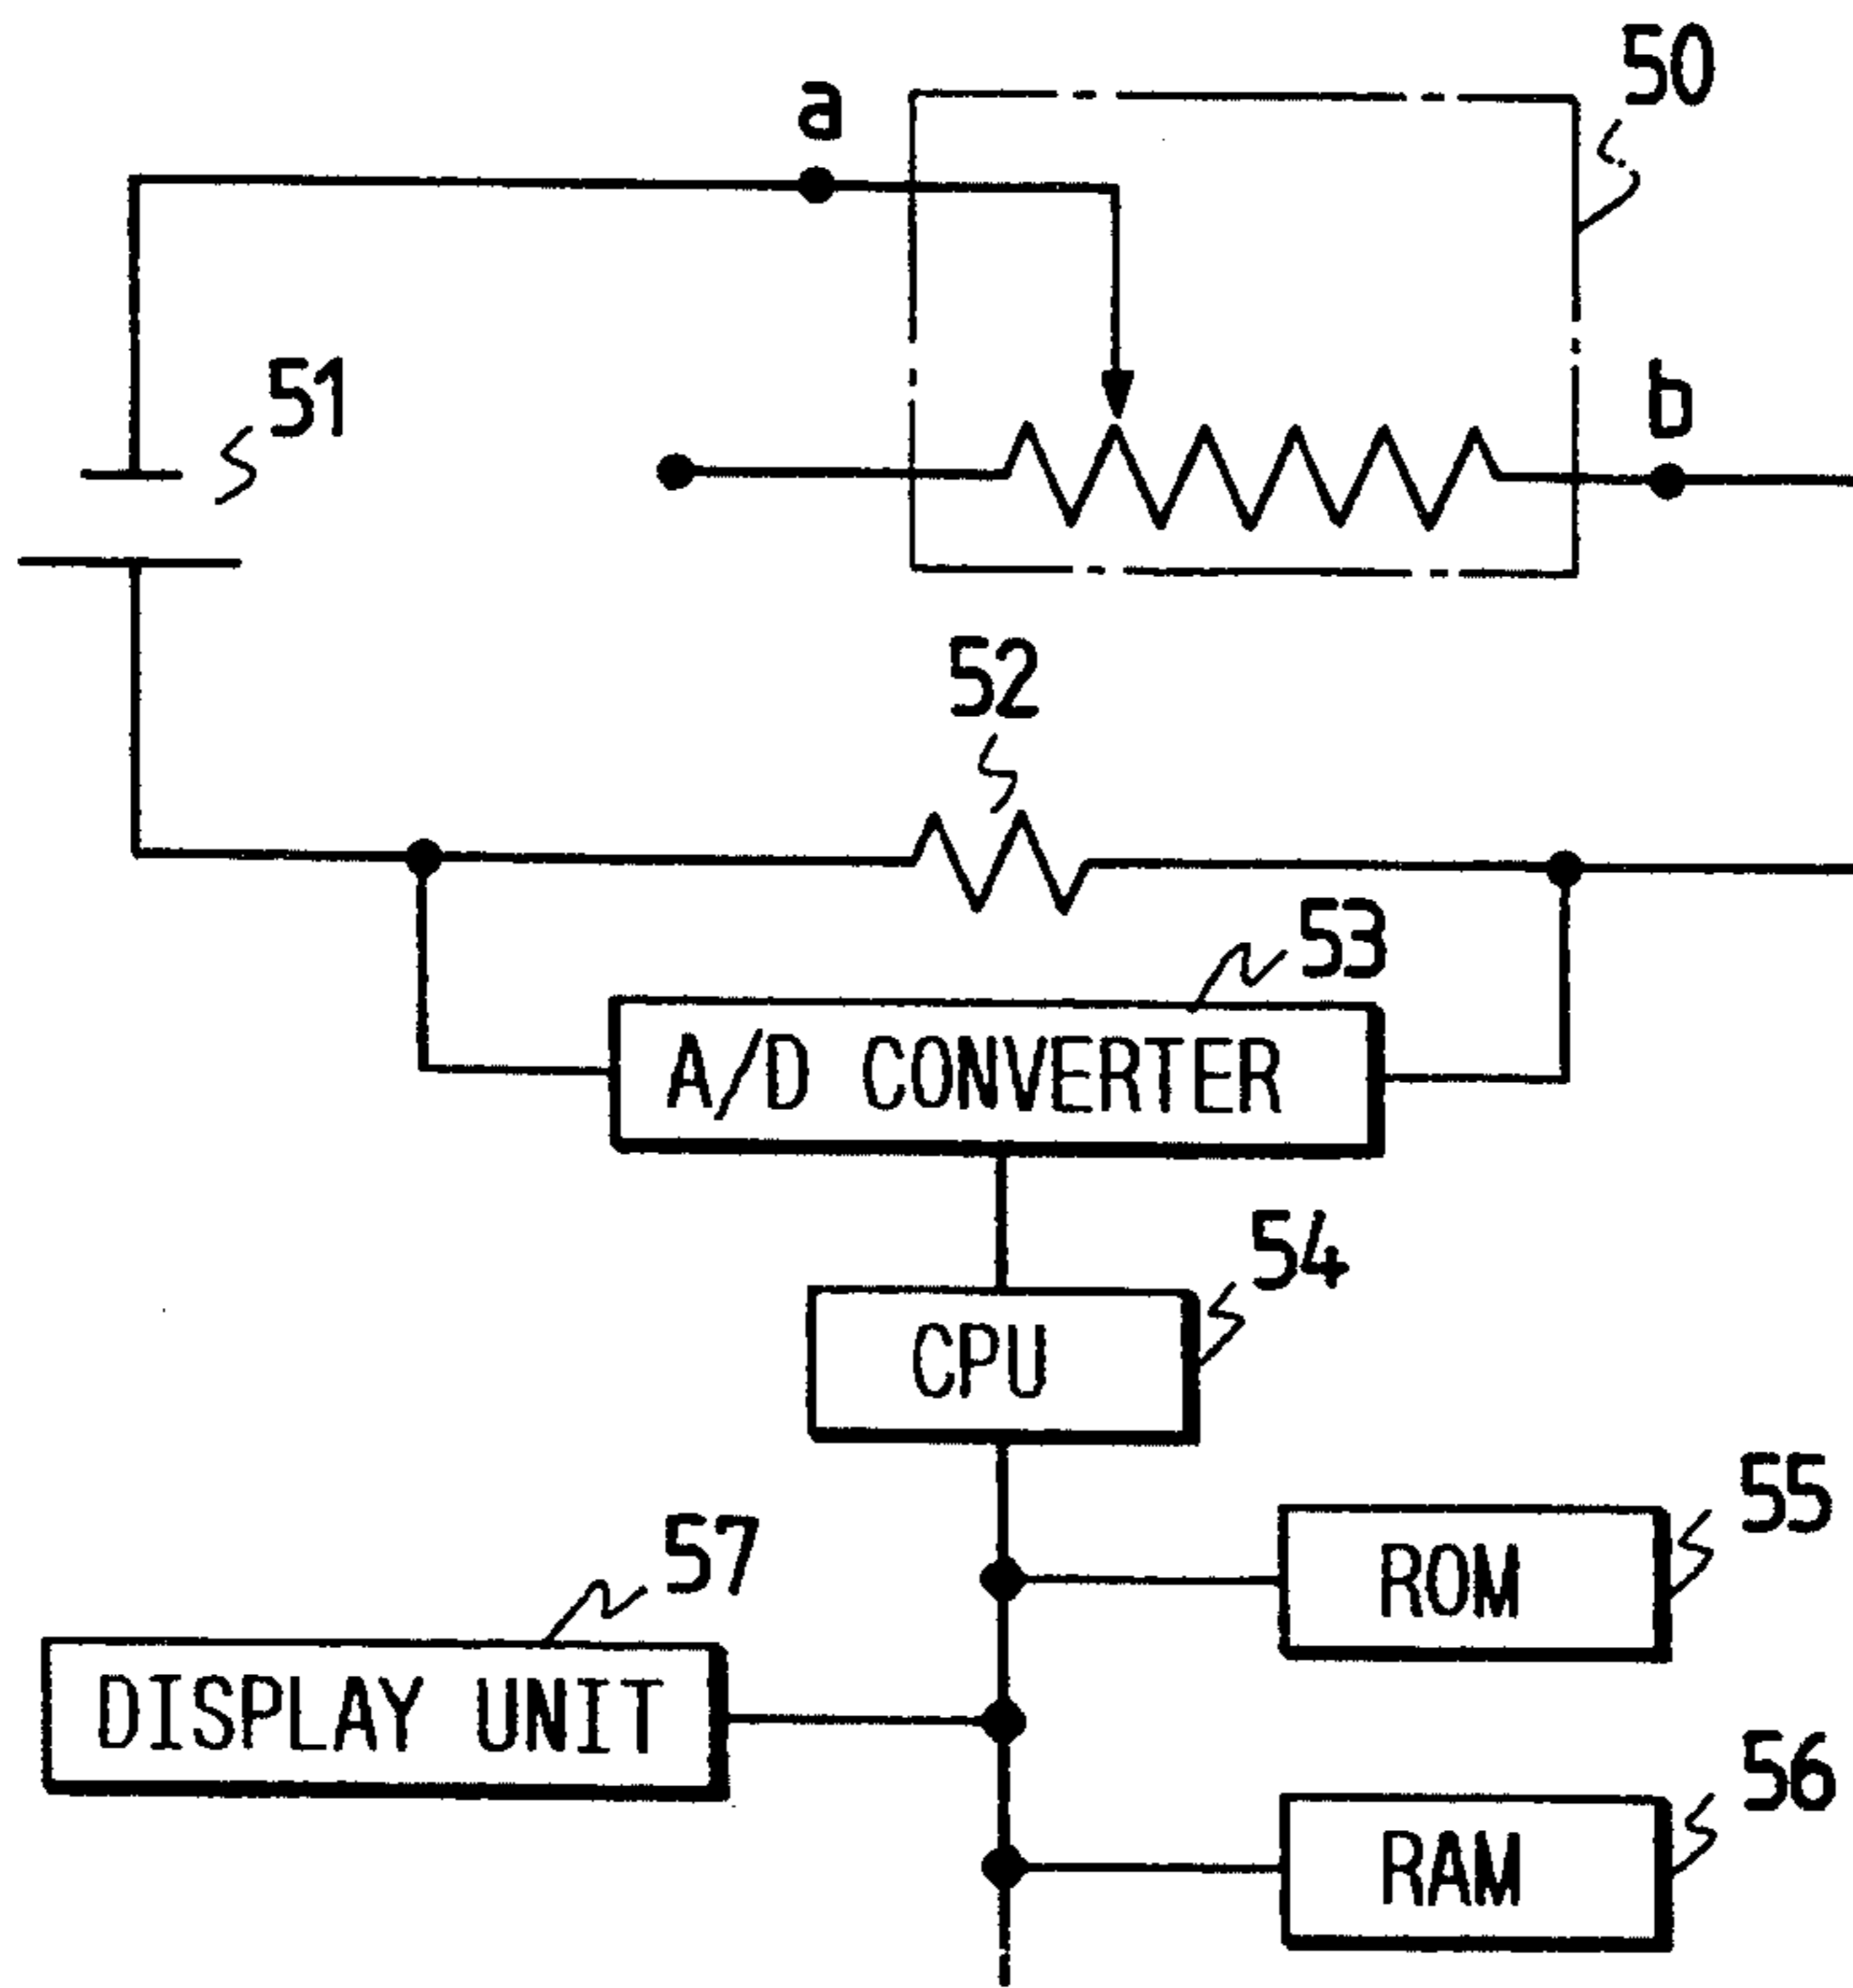 50
a
51
b
52
53
A/D CONVERTER
54
CPU
55
57
ROM
DISPLAY UNIT
56
RAM